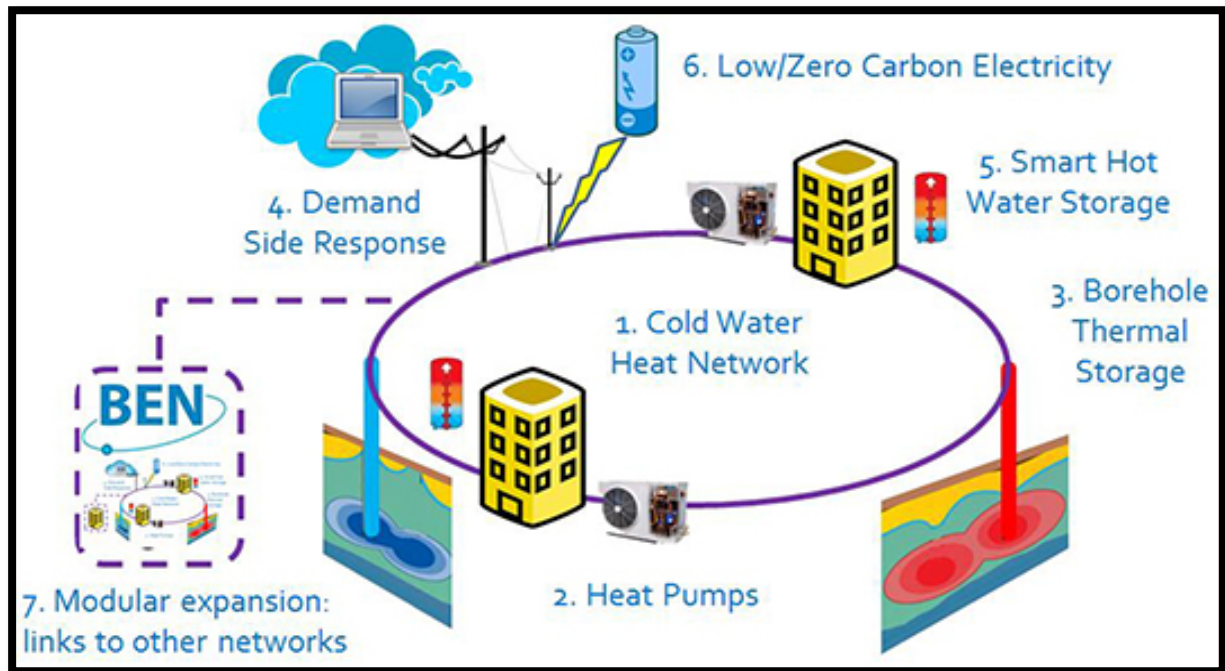 6. Low/Zero Carbon Electricity
4. Demand
Side Response
5. Smart Hot
Water Storage
1. Cold Water
Heat Network
3. Borehole
Thermal
Storage
BEN
2. Heat Pumps
7. Modular expansion:
links to other networks